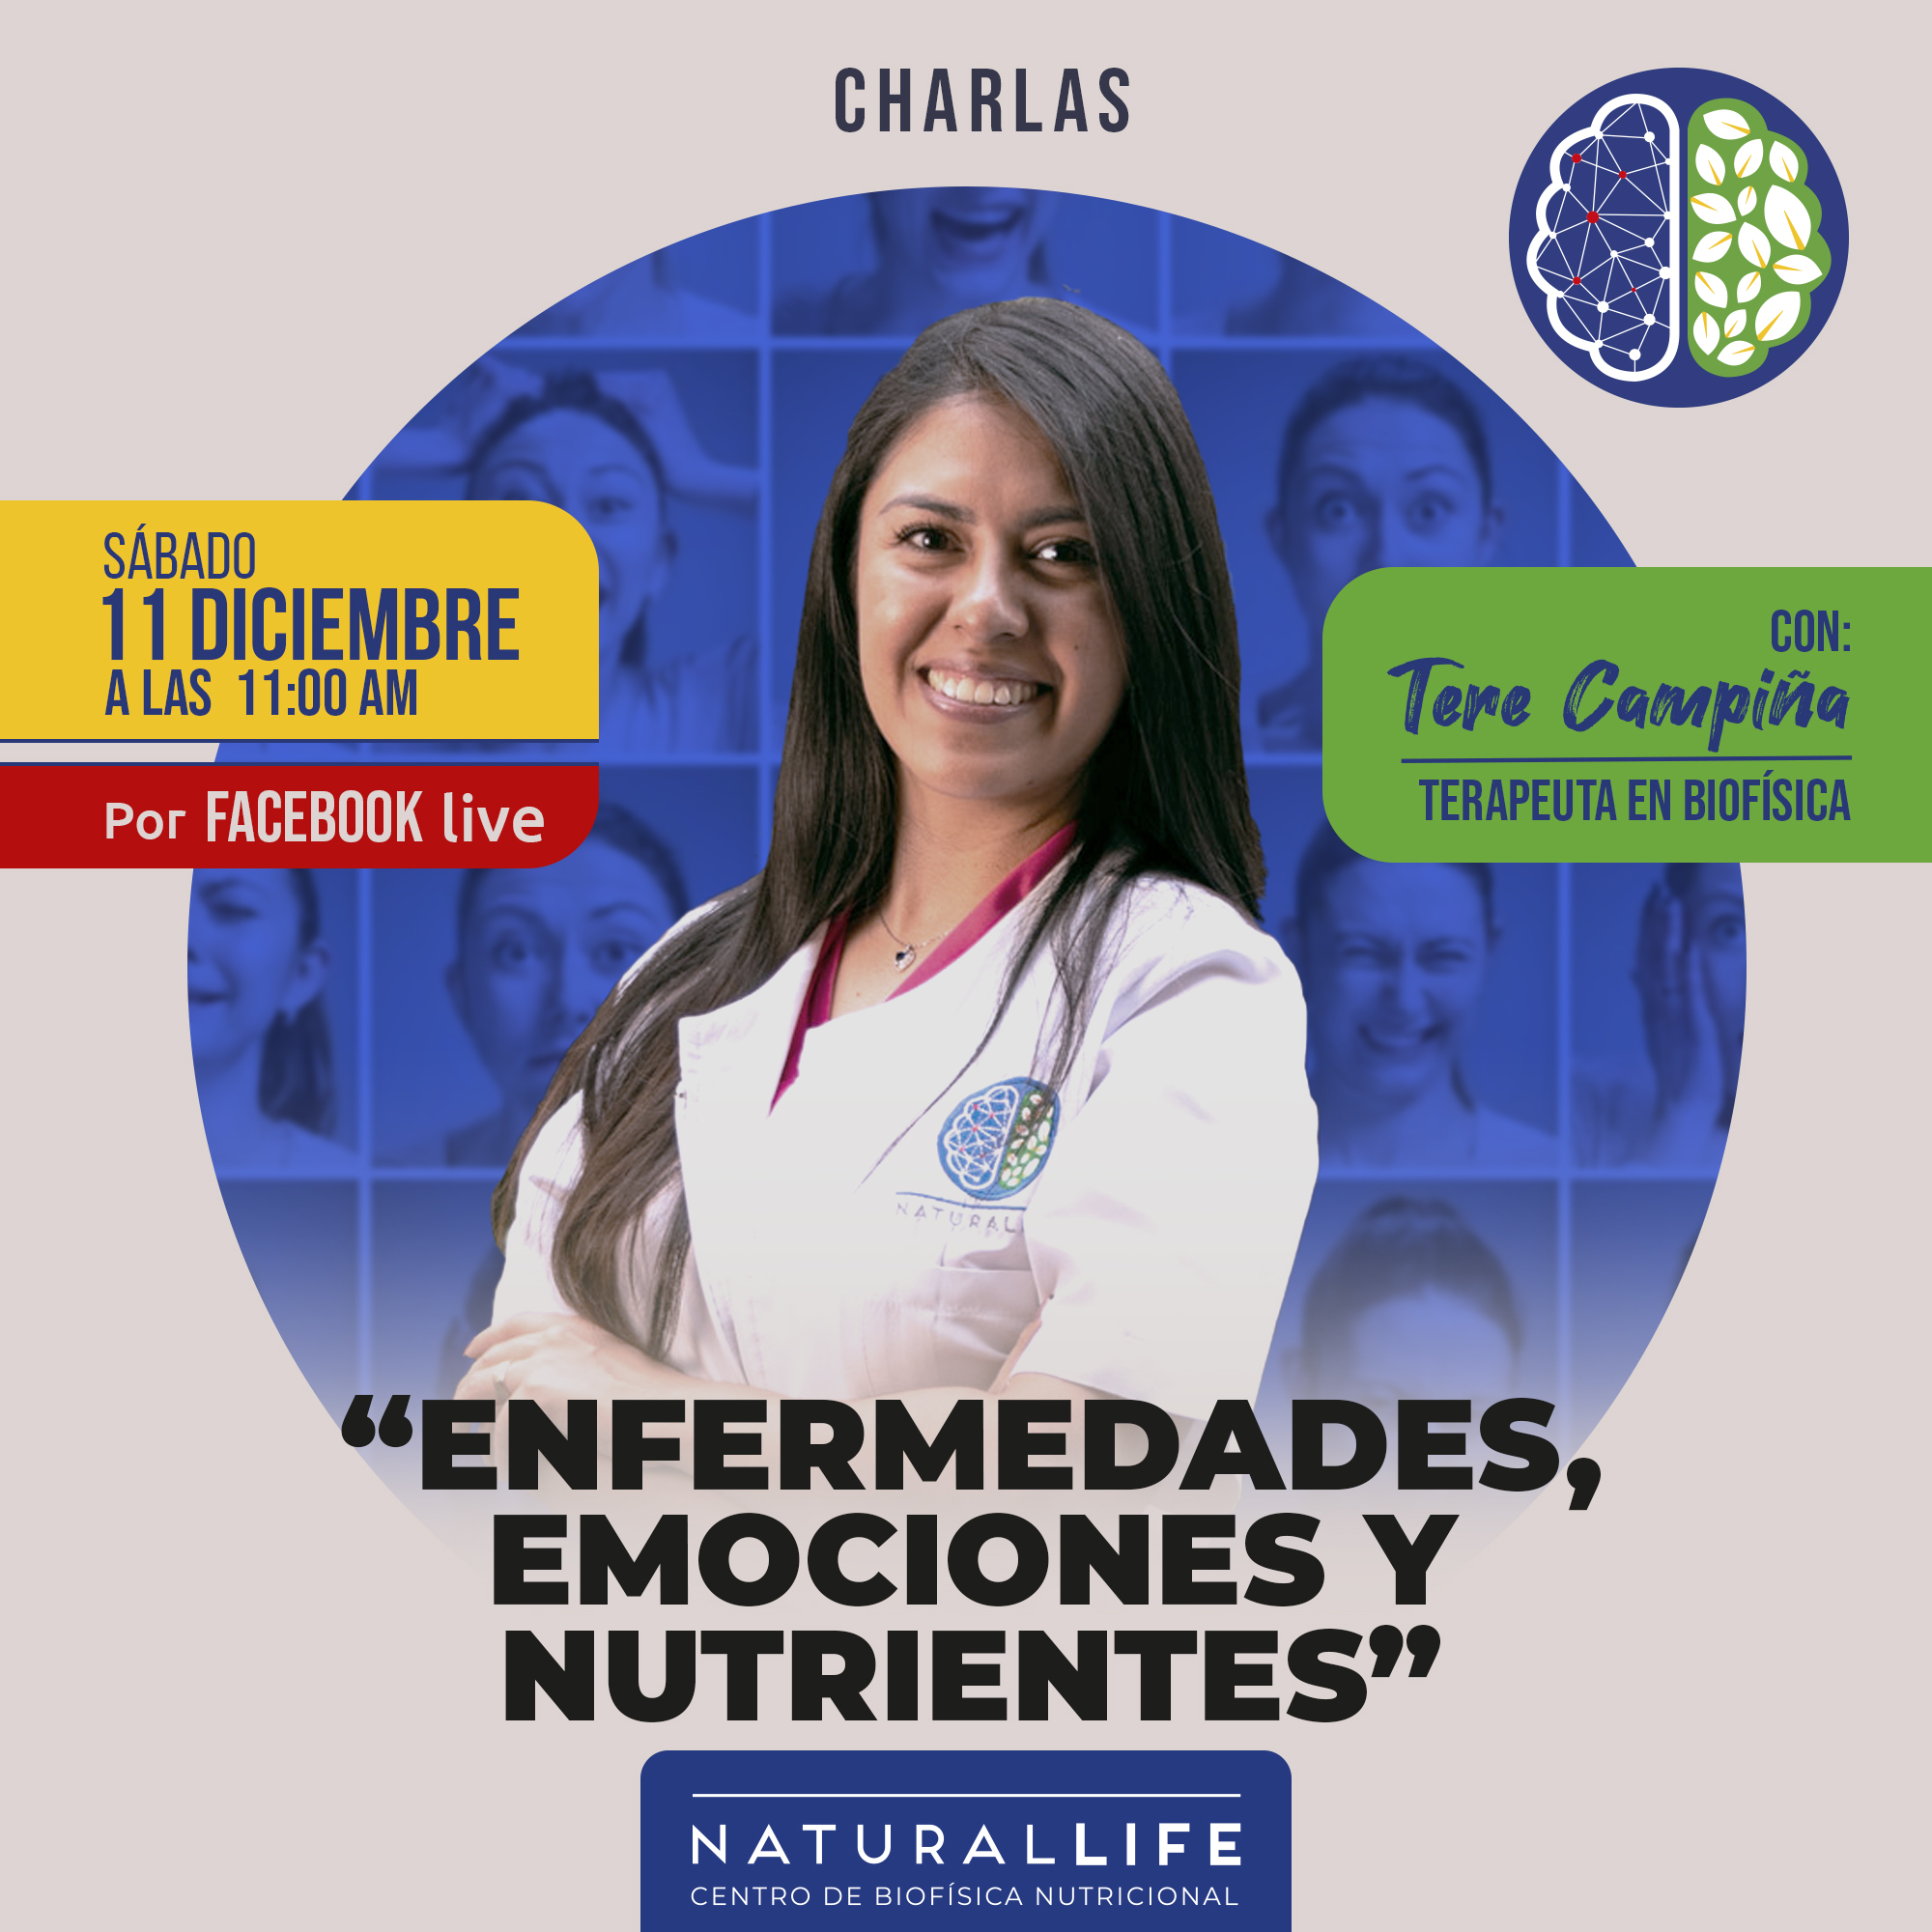 CHARLAS
SÁBADO
11 DICIEMBRE
A LAS 11:00 AM
Por FACEBOOK live
CON:
Tere Campiña
TERAPEUTA EN BIOFÍSICA
NATURAL
“ENFERMEDADES,
EMOCIONES Y
NUTRIENTES”
NATURALLIFE
CENTRO DE BIOFÍSICA NUTRICIONAL